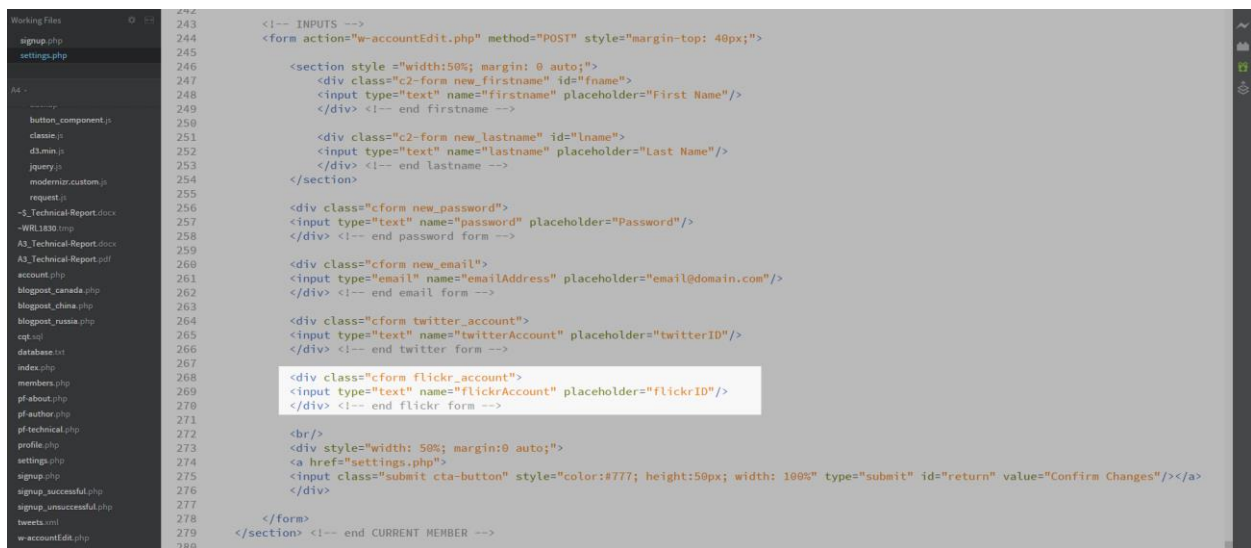 Working Files
signup.php
settings.php
A4
button_component.js
classie.js
d3.min.js
jquery.js
modernizr.custom.js
request.js
~$_Technical-Report.docx
~WRL1830.tmp
A3_Technical-Report.docx
A3_Technical-Report.pdf
account.php
blogpost_canada.php
blogpost_china.php
blogpost_russia.php
cqt.sql
database.txt
index.php
members.php
pf-about.php
pf-author.php
pf-technical.php
profile.php
settings.php
signup.php
signup_successful.php
signup_unsuccessful.php
tweets.xml
w-accountEdit.php
242
243 <!-- INPUTS -->
244 <form action="w-accountEdit.php" method="POST" style="margin-top: 40px;">
245
246 <section style ="width:50%; margin: 0 auto;">
247 <div class="c2-form new_firstname" id="fname">
248 <input type="text" name="firstname" placeholder="First Name"/>
249 </div> <!-- end firstname -->
250
251 <div class="c2-form new_lastname" id="lname">
252 <input type="text" name="lastname" placeholder="Last Name"/>
253 </div> <!-- end lastname -->
254 </section>
255
256 <div class="cform new_password">
257 <input type="text" name="password" placeholder="Password"/>
258 </div> <!-- end password form -->
259
260 <div class="cform new_email">
261 <input type="email" name="emailAddress" placeholder="email@domain.com"/>
262 </div> <!-- end email form -->
263
264 <div class="cform twitter_account">
265 <input type="text" name="twitterAccount" placeholder="twitterID"/>
266 </div> <!-- end twitter form -->
267
268 <div class="cform flickr_account">
269 <input type="text" name="flickrAccount" placeholder="flickrID"/>
270 </div> <!-- end flickr form -->
271
272 <br/>
273 <div style="width: 50%; margin:0 auto;">
274 <a href="settings.php">
275 <input class="submit cta-button" style="color:#777; height:50px; width: 100%" type="submit" id="return" value="Confirm Changes"/></a>
276 </div>
277
278 </form>
279 </section> <!-- end CURRENT MEMBER -->
280